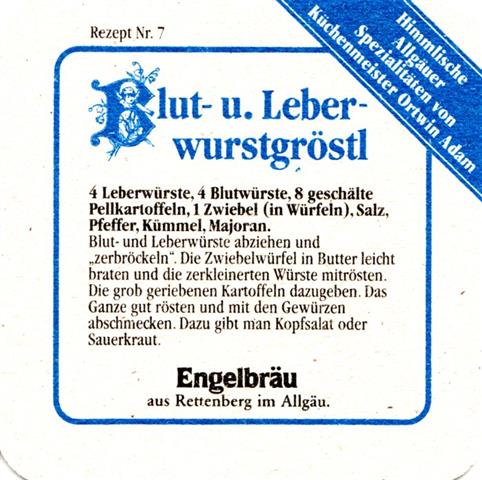 Rezept Nr. 7
Himmlische
Allgäuer
Spezialitäten von
Küchenmeister Ortwin Adam
Blut- u. Leber-
wurstgröstl
4 Leberwürste, 4 Blutwürste, 8 geschälte
Pellkartoffeln, 1 Zwiebel (in Würfeln), Salz,
Pfeffer, Kümmel, Majoran.
Blut- und Leberwürste abziehen und
„zerbröckeln“. Die Zwiebelwürfel in Butter leicht
braten und die zerkleinerten Würste mitrösten.
Die grob geriebenen Kartoffeln dazugeben. Das
Ganze gut rösten und mit den Gewürzen
abschmecken. Dazu gibt man Kopfsalat oder
Sauerkraut.
Engelbräu
aus Rettenberg im Allgäu.